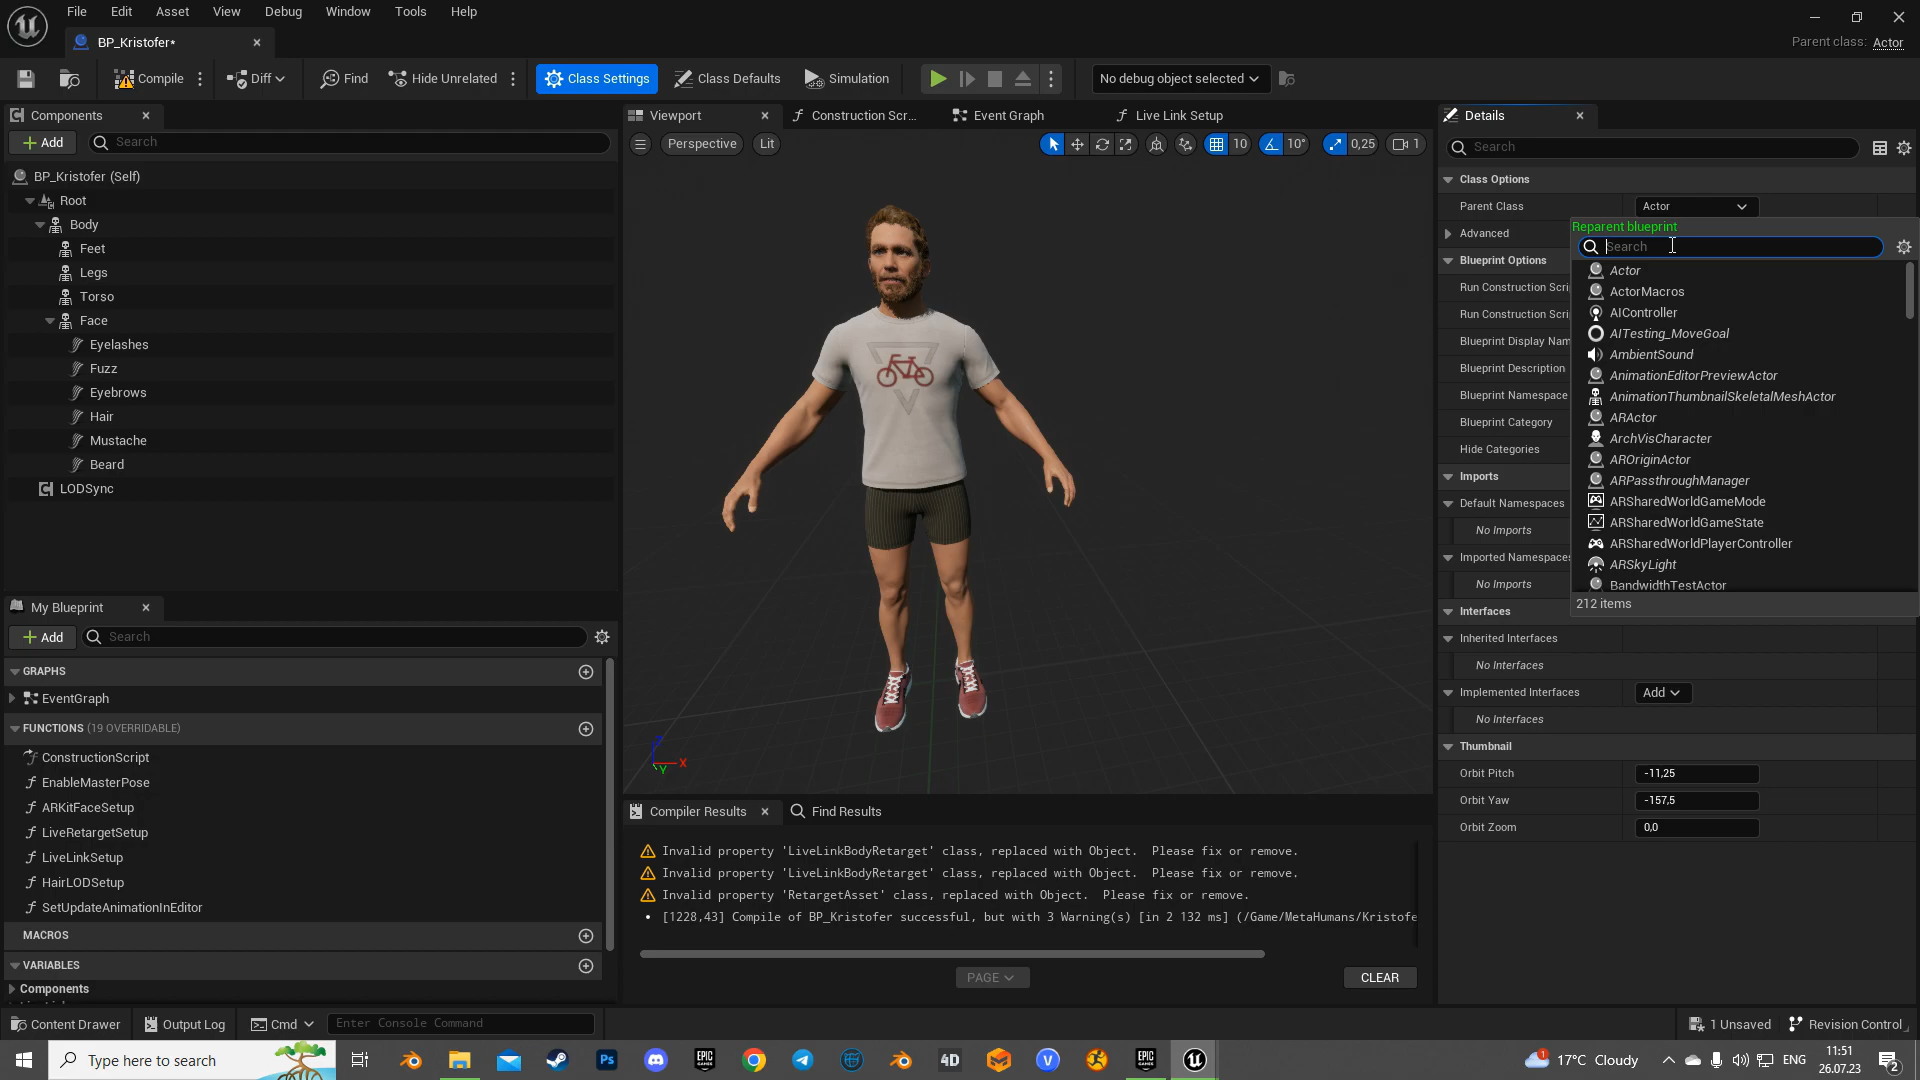 File Edit Asset View Debug Window Tools Help
BP_Kristofer*
Parent class: Actor
Compile
Diff
Find
Hide Unrelated
Class Settings
Class Defaults
Simulation
No debug object selected
Components
Add
Search
BP_Kristofer (Self)
Root
Body
Feet
Legs
Torso
Face
Eyelashes
Fuzz
Eyebrows
Hair
Mustache
Beard
LODSync
My Blueprint
Add
Search
GRAPHS
EventGraph
FUNCTIONS (19 OVERRIDABLE)
ConstructionScript
EnableMasterPose
ARKitFaceSetup
LiveRetargetSetup
LiveLinkSetup
HairLODSetup
SetUpdateAnimationInEditor
MACROS
VARIABLES
Components
Viewport
Construction Scr...
Event Graph
Live Link Setup
Perspective
Lit
10
10°
0,25
1
Z
X
Y
Compiler Results
Find Results
Invalid property 'LiveLinkBodyRetarget' class, replaced with Object. Please fix or remove.
Invalid property 'LiveLinkBodyRetarget' class, replaced with Object. Please fix or remove.
Invalid property 'RetargetAsset' class, replaced with Object. Please fix or remove.
[1228,43] Compile of BP_Kristofer successful, but with 3 Warning(s) [in 2 132 ms] (/Game/MetaHumans/Kristofe
PAGE
CLEAR
Details
Search
Class Options
Parent Class
Actor
Advanced
Blueprint Options
Run Construction Scri
Run Construction Scri
Blueprint Display Nam
Blueprint Description
Blueprint Namespace
Blueprint Category
Hide Categories
Imports
Default Namespaces
No Imports
Imported Namespaces
No Imports
Interfaces
Inherited Interfaces
No Interfaces
Implemented Interfaces
Add
No Interfaces
Thumbnail
Orbit Pitch
-11,25
Orbit Yaw
-157,5
Orbit Zoom
0,0
Reparent blueprint
Search
Actor
ActorMacros
AIController
AITesting_MoveGoal
AmbientSound
AnimationEditorPreviewActor
AnimationThumbnailSkeletalMeshActor
ARActor
ArchVisCharacter
AROriginActor
ARPassthroughManager
ARSharedWorldGameMode
ARSharedWorldGameState
ARSharedWorldPlayerController
ARSkyLight
BandwidthTestActor
212 items
Content Drawer
Output Log
Cmd
Enter Console Command
1 Unsaved
Revision Control
Type here to search
Ps
EPIC GAMES
4D
V
EPIC GAMES
1
17°C Cloudy
ENG
11:51
26.07.23
2